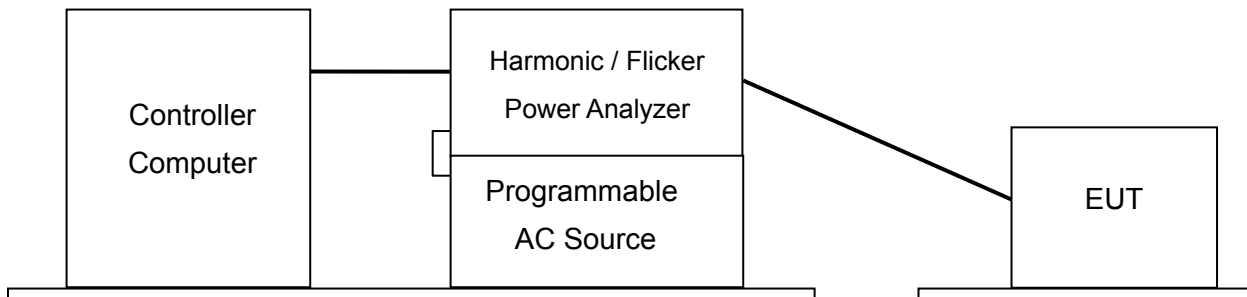 Controller
Computer
Harmonic / Flicker
Power Analyzer
Programmable
AC Source
EUT